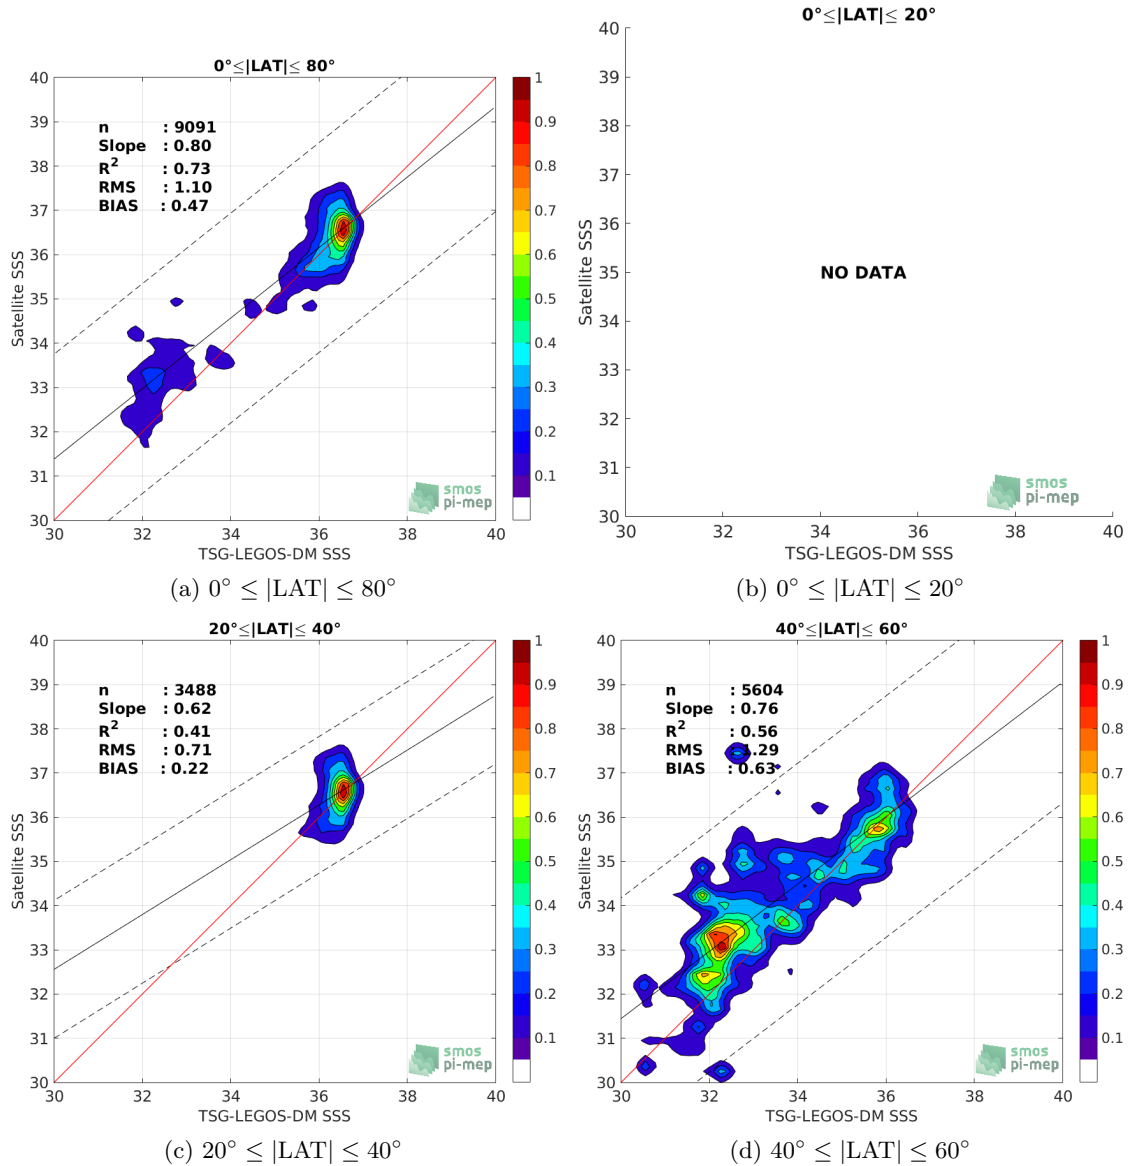 0°≤|LAT|≤ 80°
n : 9091
Slope : 0.80
R² : 0.73
RMS : 1.10
BIAS : 0.47
40
39
38
37
36
35
34
33
32
31
30
30 32 34 36 38 40
Satellite SSS
TSG-LEGOS-DM SSS
1
0.9
0.8
0.7
0.6
0.5
0.4
0.3
0.2
0.1
smos
pi-mep
(a) 0° ≤ |LAT| ≤ 80°
0°≤|LAT|≤ 20°
40
39
38
37
36
35
34
33
32
31
30
30 32 34 36 38 40
Satellite SSS
NO DATA
TSG-LEGOS-DM SSS
smos
pi-mep
(b) 0° ≤ |LAT| ≤ 20°
20°≤|LAT|≤ 40°
n : 3488
Slope : 0.62
R² : 0.41
RMS : 0.71
BIAS : 0.22
40
39
38
37
36
35
34
33
32
31
30
30 32 34 36 38 40
Satellite SSS
TSG-LEGOS-DM SSS
1
0.9
0.8
0.7
0.6
0.5
0.4
0.3
0.2
0.1
smos
pi-mep
(c) 20° ≤ |LAT| ≤ 40°
40°≤|LAT|≤ 60°
n : 5604
Slope : 0.76
R² : 0.56
RMS : 1.29
BIAS : 0.63
40
39
38
37
36
35
34
33
32
31
30
30 32 34 36 38 40
Satellite SSS
TSG-LEGOS-DM SSS
1
0.9
0.8
0.7
0.6
0.5
0.4
0.3
0.2
0.1
smos
pi-mep
(d) 40° ≤ |LAT| ≤ 60°